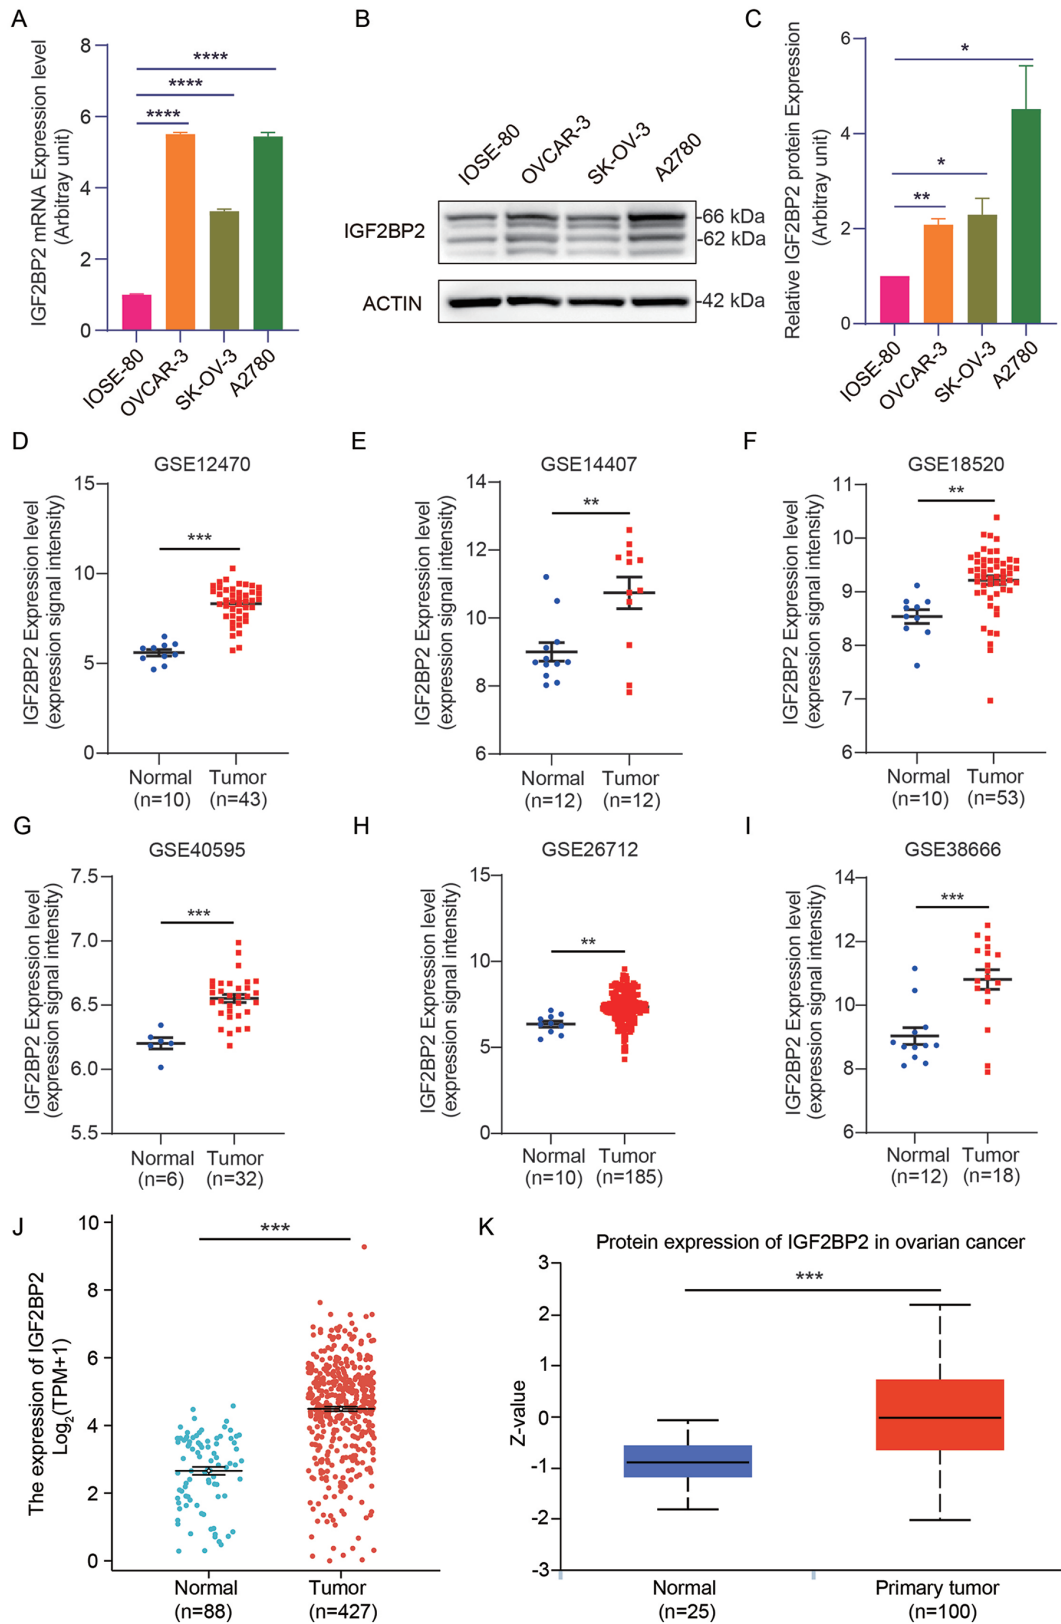 A
IGF2BP2 mRNA Expression level
(Arbitray unit)
8
6
4
2
0
****
****
****
IOSE-80
OVCAR-3
SK-OV-3
A2780
B
IOSE-80
OVCAR-3
SK-OV-3
A2780
IGF2BP2
-66 kDa
-62 kDa
ACTIN
-42 kDa
C
Relative IGF2BP2 protein Expression
(Arbitray unit)
6
4
2
0
*
*
**
IOSE-80
OVCAR-3
SK-OV-3
A2780
D
GSE12470
IGF2BP2 Expression level
(expression signal intensity)
15
10
5
0
***
Normal
(n=10)
Tumor
(n=43)
E
GSE14407
IGF2BP2 Expression level
(expression signal intensity)
14
12
10
8
6
**
Normal
(n=12)
Tumor
(n=12)
F
GSE18520
IGF2BP2 Expression level
(expression signal intensity)
11
10
9
8
7
6
**
Normal
(n=10)
Tumor
(n=53)
G
GSE40595
IGF2BP2 Expression level
(expression signal intensity)
7.5
7.0
6.5
6.0
5.5
***
Normal
(n=6)
Tumor
(n=32)
H
GSE26712
IGF2BP2 Expression level
(expression signal intensity)
15
10
5
0
**
Normal
(n=10)
Tumor
(n=185)
I
GSE38666
IGF2BP2 Expression level
(expression signal intensity)
14
12
10
8
6
***
Normal
(n=12)
Tumor
(n=18)
J
The expression of IGF2BP2
Log2(TPM+1)
10
8
6
4
2
0
***
Normal
(n=88)
Tumor
(n=427)
K
Protein expression of IGF2BP2 in ovarian cancer
Z-value
3
2
1
0
-1
-2
-3
***
Normal
(n=25)
Primary tumor
(n=100)